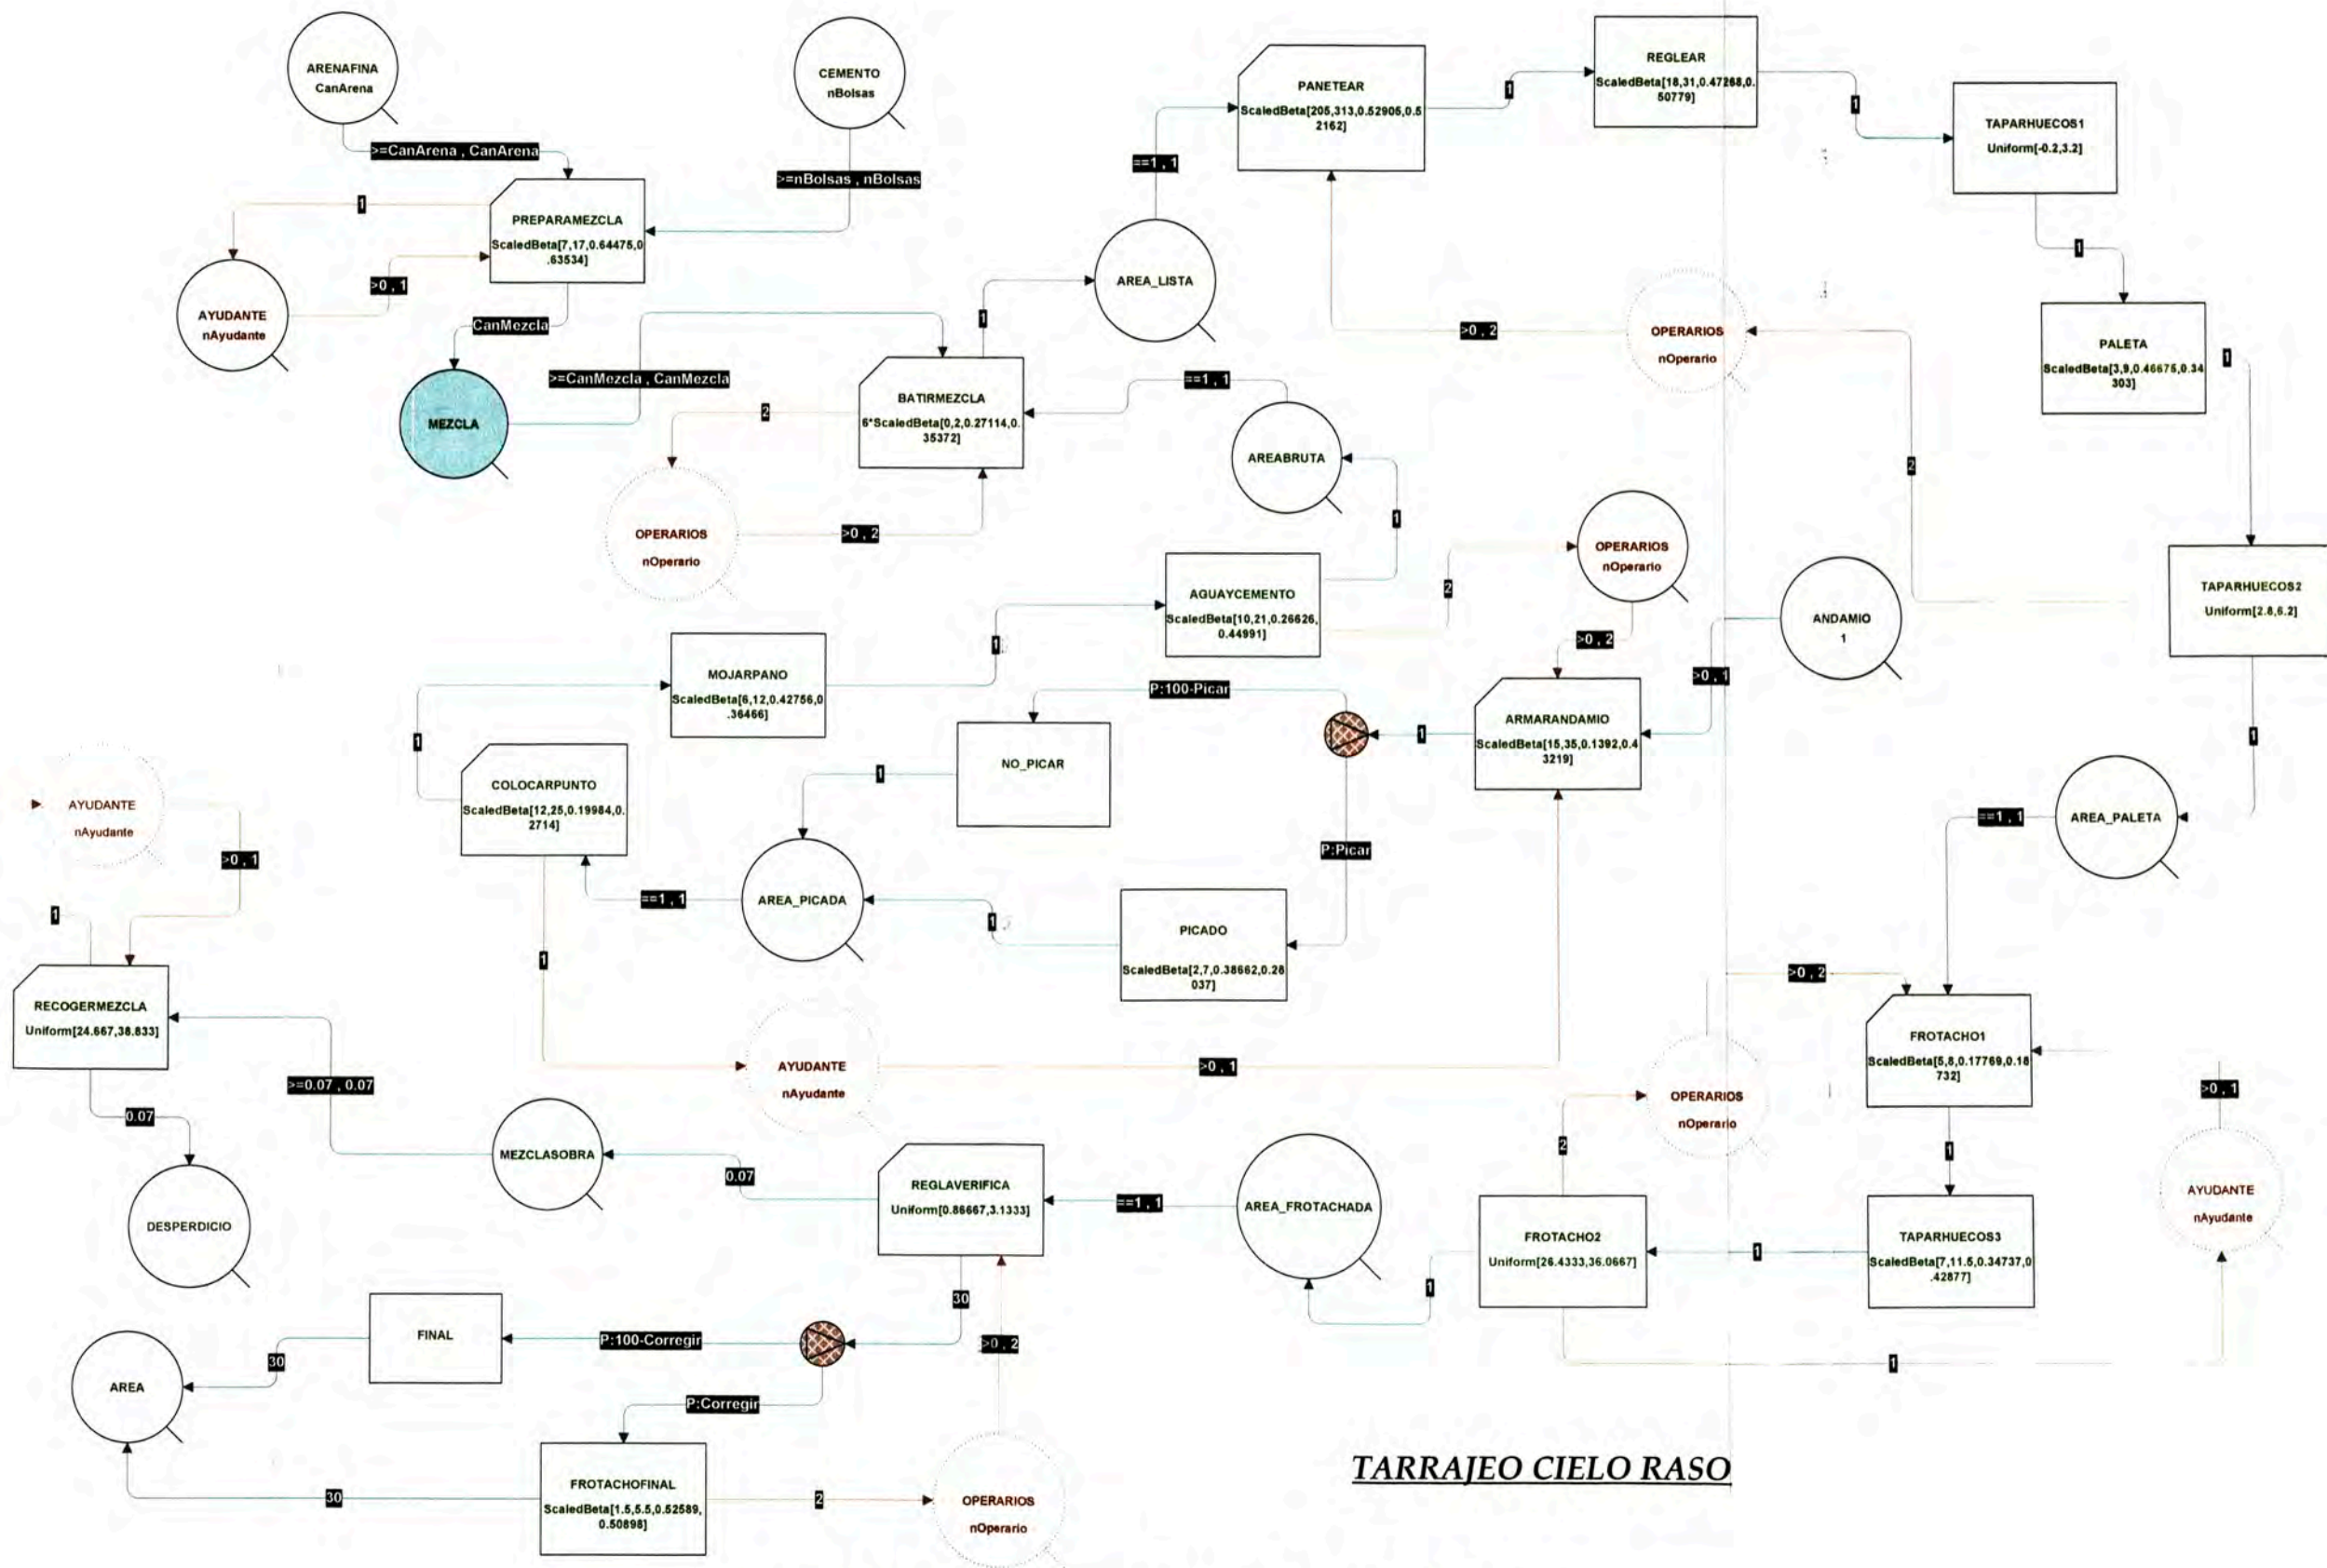 ARENAFINA
CanArena
CEMENTO
nBolsas
>=CanArena , CanArena
>=nBolsas , nBolsas
1
PREPARAMEZCLA
ScaledBeta[7,17,0.64475,0
.63534]
>0 , 1
AYUDANTE
nAyudante
CanMezcla
MEZCLA
>=CanMezcla , CanMezcla
BATIRMEZCLA
6*ScaledBeta[0,2,0.27114,0.
35372]
2
OPERARIOS
nOperario
>0 , 2
1
AREA_LISTA
==1 , 1
==1 , 1
AREABRUTA
1
PANETEAR
ScaledBeta[205,313,0.52905,0.5
2162]
1
REGLEAR
ScaledBeta[18,31,0.47268,0.
50779]
1
TAPARHUECOS1
Uniform[-0.2,3.2]
1
PALETA
ScaledBeta[3,9,0.46675,0.34
303]
1
OPERARIOS
nOperario
>0 , 2
2
TAPARHUECOS2
Uniform[2.8,6.2]
1
AREA_PALETA
==1 , 1
OPERARIOS
nOperario
>0 , 2
ANDAMIO
1
>0 , 1
AGUAYCEMENTO
ScaledBeta[10,21,0.26626,
0.44991]
2
1
MOJARPANO
ScaledBeta[6,12,0.42756,0
.36466]
P:100-Picar
ARMARANDAMIO
ScaledBeta[15,35,0.1392,0.4
3219]
1
NO_PICAR
1
1
COLOCARPUNTO
ScaledBeta[12,25,0.19984,0.
2714]
P:Picar
AREA_PICADA
==1 , 1
1
PICADO
ScaledBeta[2,7,0.38662,0.28
037]
AYUDANTE
nAyudante
>0 , 1
1
RECOGERMEZCLA
Uniform[24.667,38.833]
0.07
DESPERDICIO
>=0.07 , 0.07
1
AYUDANTE
nAyudante
>0 , 1
MEZCLASOBRA
0.07
REGLAVERIFICA
Uniform[0.86667,3.1333]
==1 , 1
AREA_FROTACHADA
>0 , 2
OPERARIOS
nOperario
2
FROTACHO1
ScaledBeta[5,8,0.17769,0.18
732]
1
>0 , 1
AYUDANTE
nAyudante
TAPARHUECOS3
ScaledBeta[7,11.5,0.34737,0
.42877]
1
FROTACHO2
Uniform[26.4333,36.0667]
1
1
30
>0 , 2
P:100-Corregir
FINAL
30
AREA
P:Corregir
FROTACHOFINAL
ScaledBeta[1.5,5.5,0.52589,
0.50898]
30
2
OPERARIOS
nOperario
TARRAJEO CIELO RASO